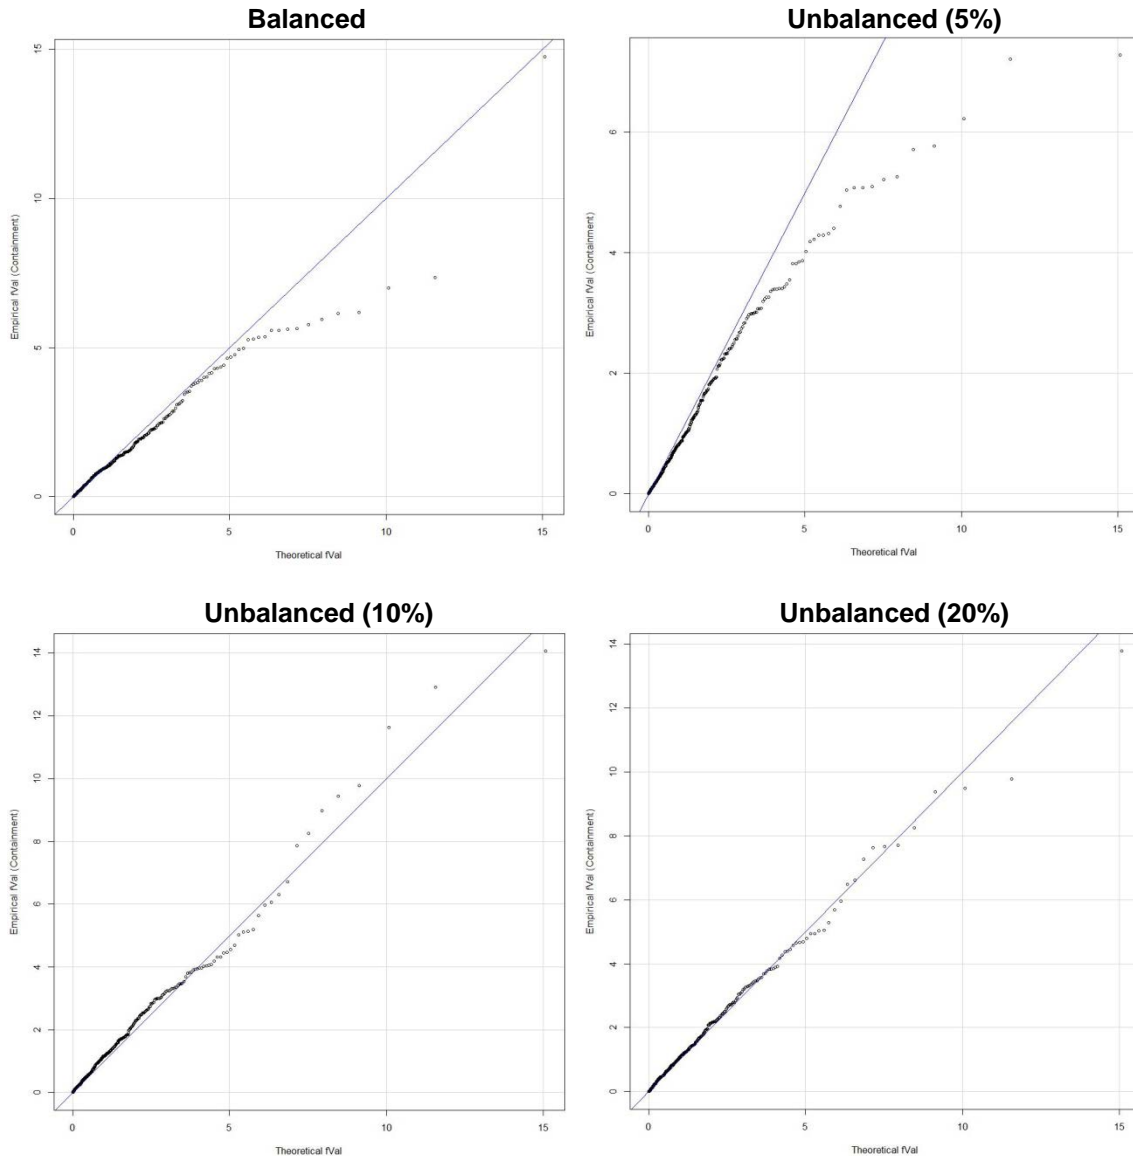 Balanced
15
10
5
0
Empirical fVal (Containment)
0 5 10 15
Theoretical fVal
Unbalanced (5%)
6
4
2
0
Empirical fVal (Containment)
0 5 10 15
Theoretical fVal
Unbalanced (10%)
14
12
10
8
6
4
2
0
Empirical fVal (Containment)
0 5 10 15
Theoretical fVal
Unbalanced (20%)
14
12
10
8
6
4
2
0
Empirical fVal (Containment)
0 5 10 15
Theoretical fVal